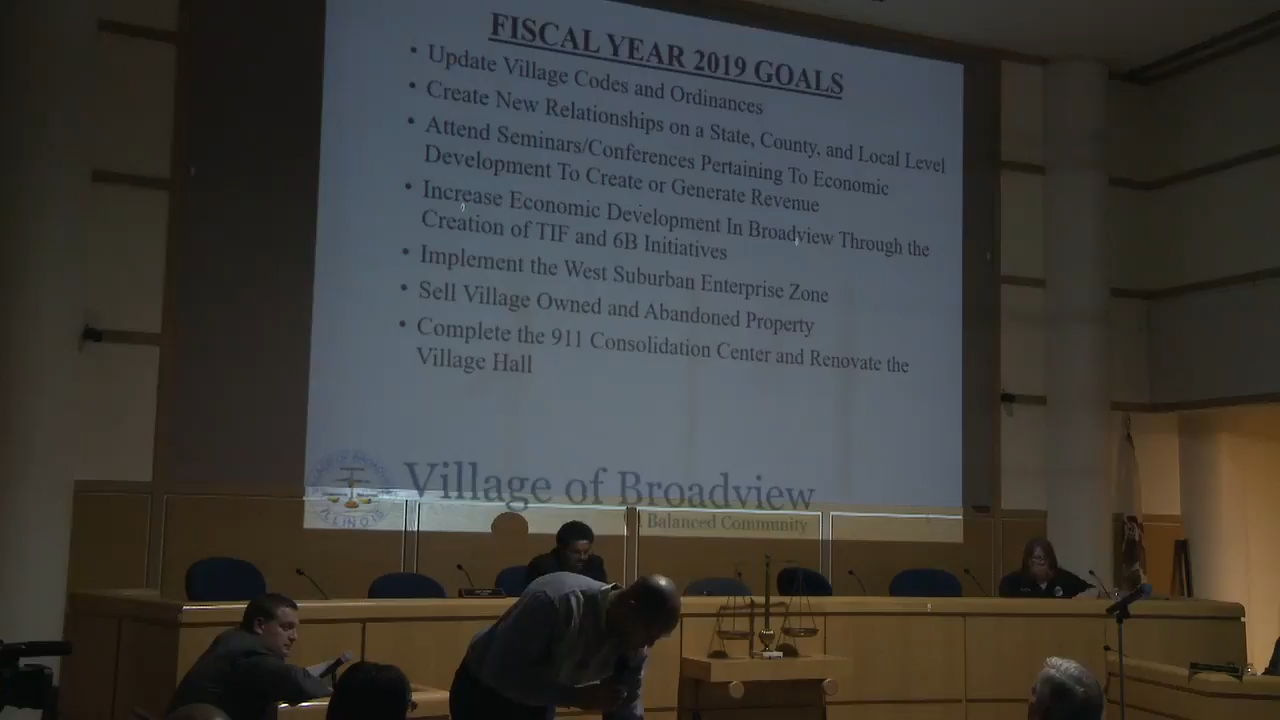 FISCAL YEAR 2019 GOALS
• Update Village Codes and Ordinances
• Create New Relationships on a State, County, and Local Level
• Attend Seminars/Conferences Pertaining To Economic
Development To Create or Generate Revenue
• Increase Economic Development In Broadview Through the
Creation of TIF and 6B Initiatives
• Implement the West Suburban Enterprise Zone
• Sell Village Owned and Abandoned Property
• Complete the 911 Consolidation Center and Renovate the
Village Hall
ILLINOIS
Village of Broadview
Balanced Community